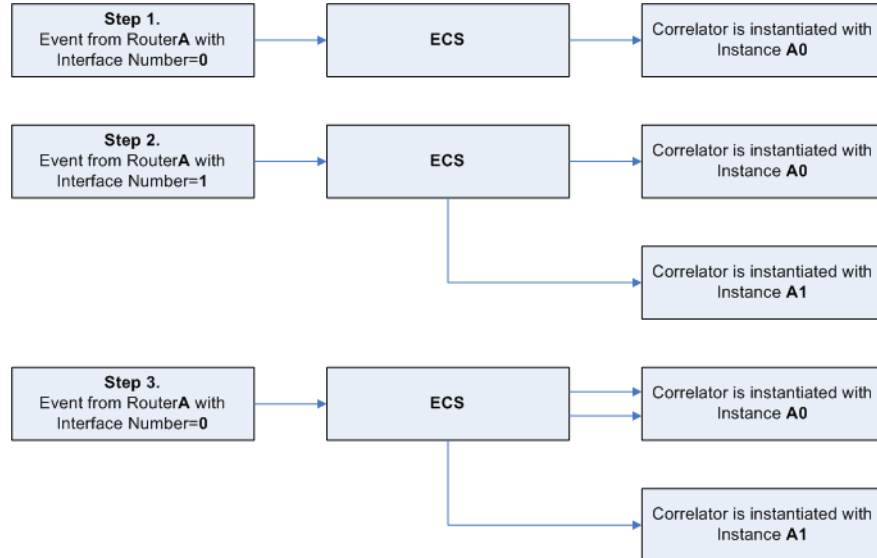 Step 1.
Event from RouterA with
Interface Number=0
ECS
Correlator is instantiated with
Instance A0
Step 2.
Event from RouterA with
Interface Number=1
ECS
Correlator is instantiated with
Instance A0
Correlator is instantiated with
Instance A1
Step 3.
Event from RouterA with
Interface Number=0
ECS
Correlator is instantiated with
Instance A0
Correlator is instantiated with
Instance A1